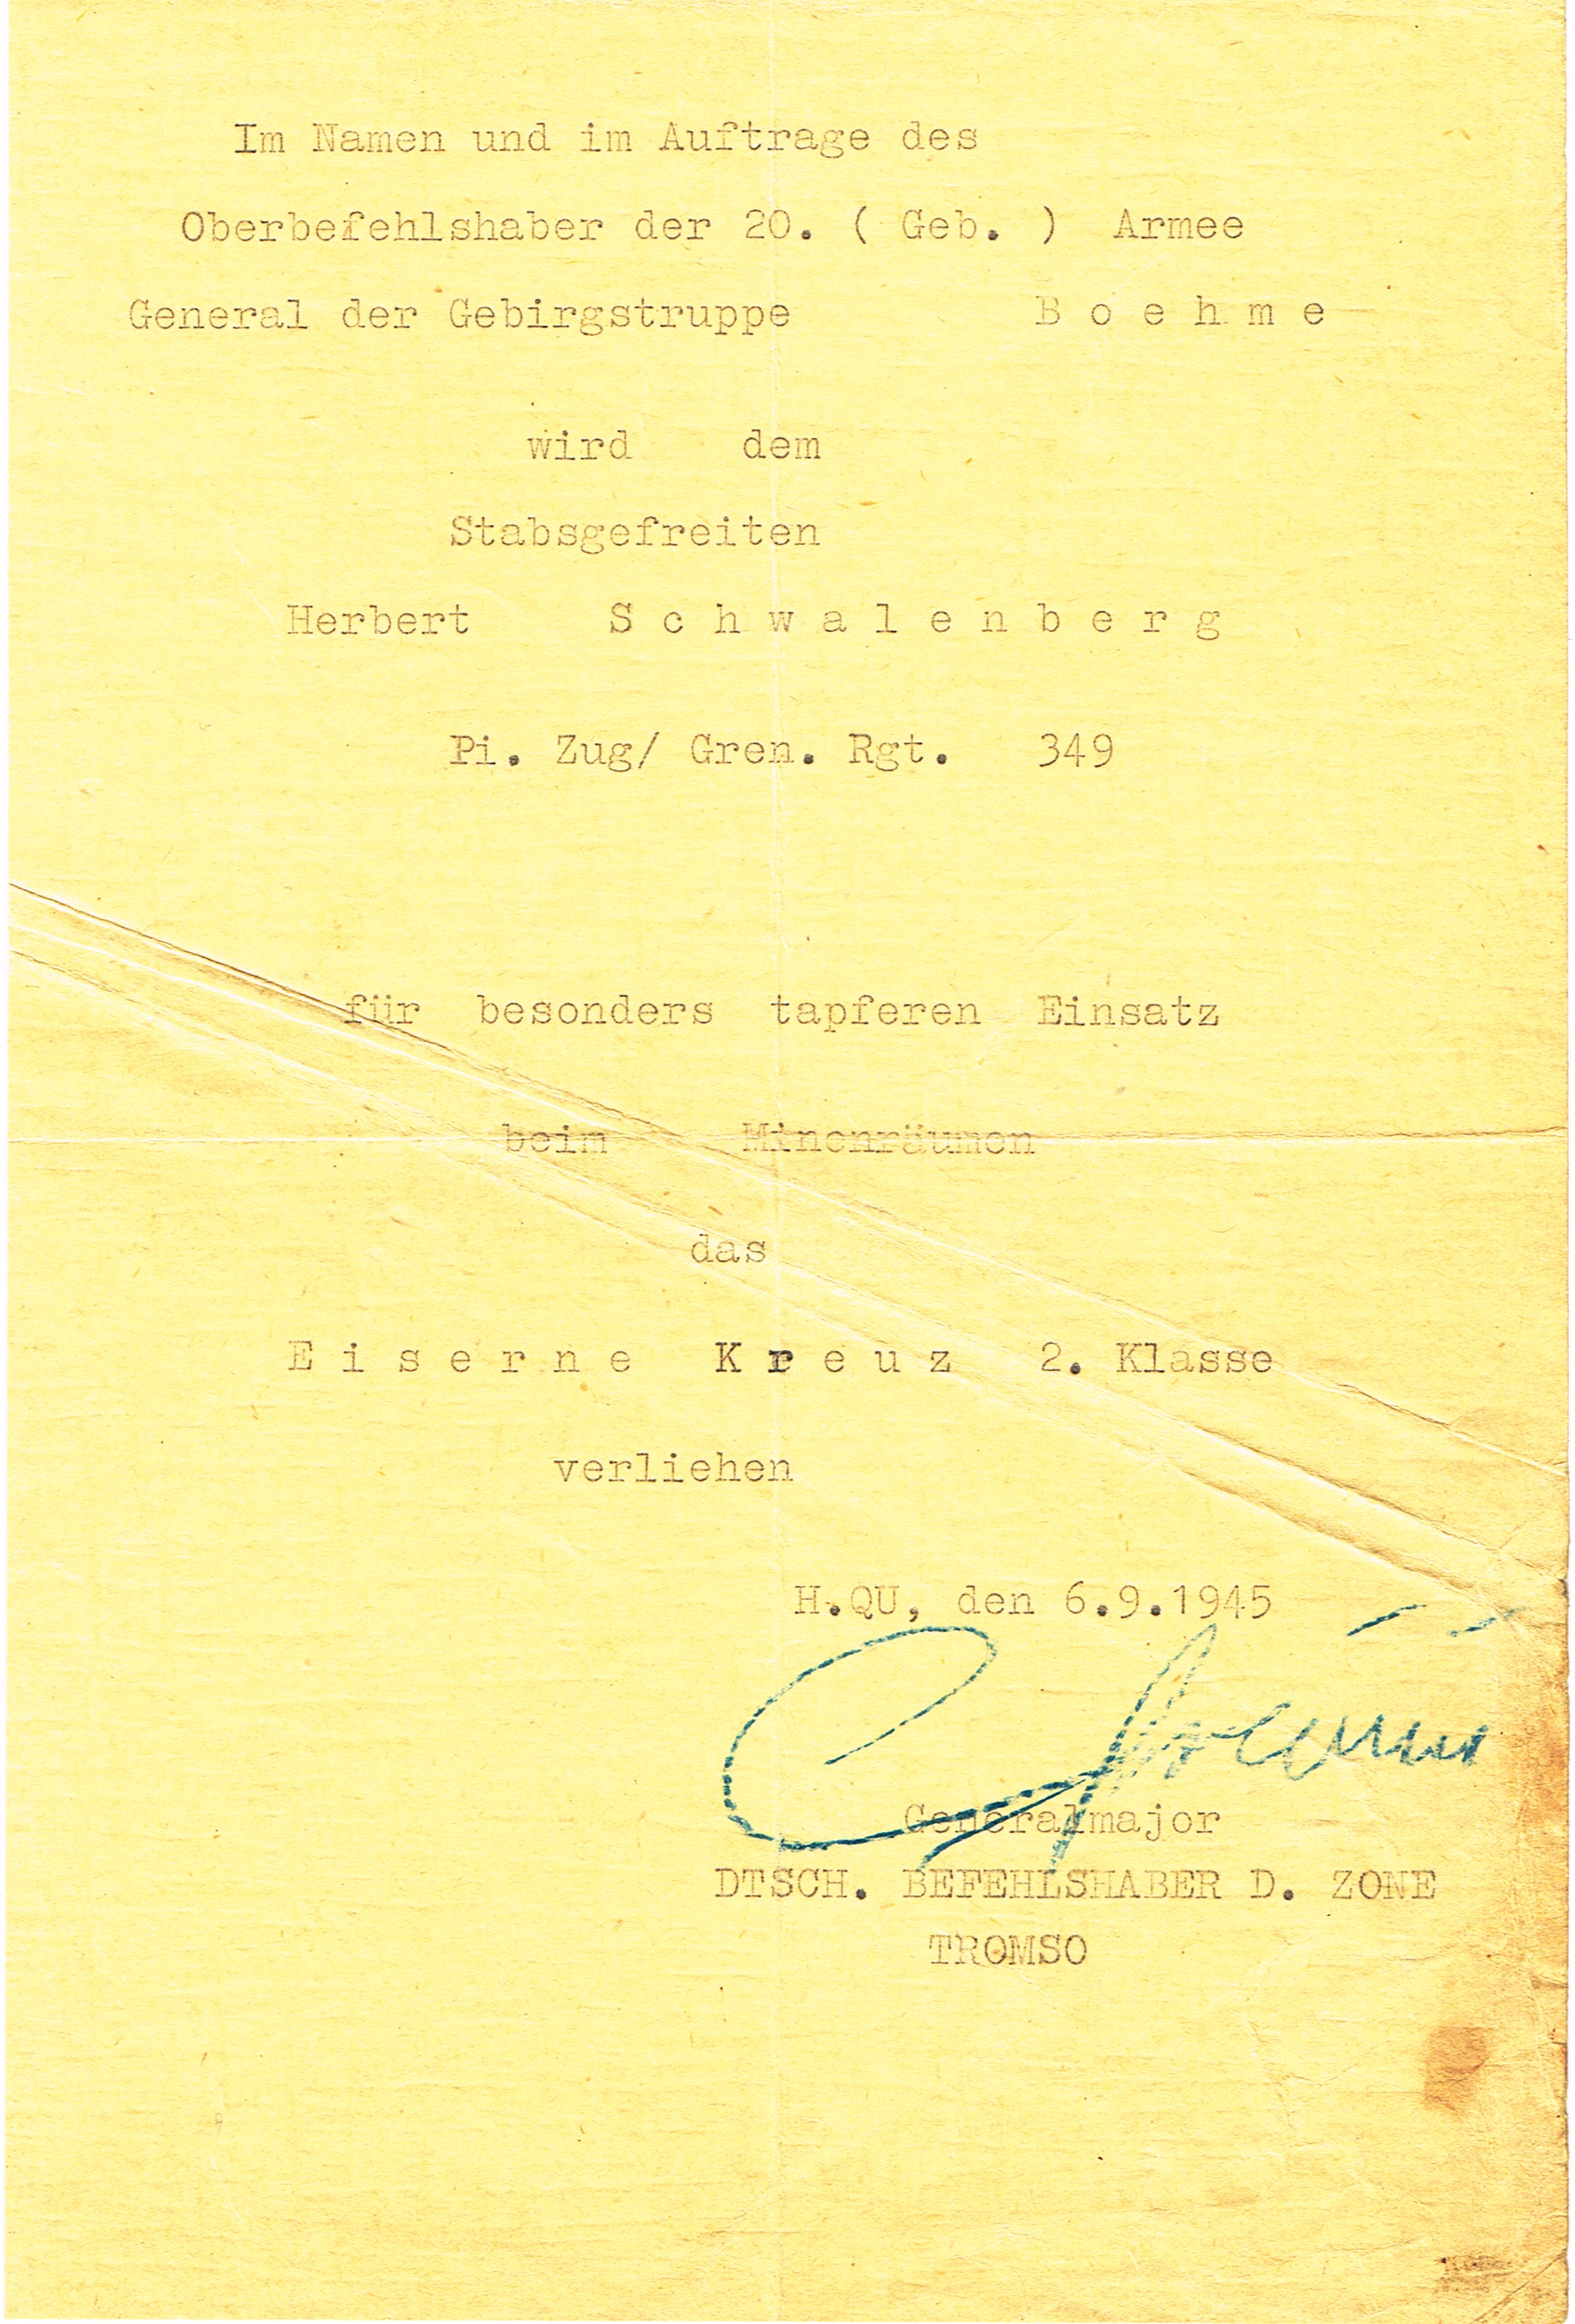 Im Namen und im Auftrage des
Oberbefehlshaber der 20. ( Geb. ) Armee
General der Gebirgstruppe B o e h m e
wird dem
Stabsgefreiten
Herbert S c h w a l e n b e r g
Pi. Zug/ Gren. Rgt. 349
für besonders tapferen Einsatz
beim Minenräumen
das
E i s e r n e K r e u z 2. Klasse
verliehen
H.QU, den 6.9.1945
Generalmajor
DTSCH. BEFEHLSHABER D. ZONE
TROMSO